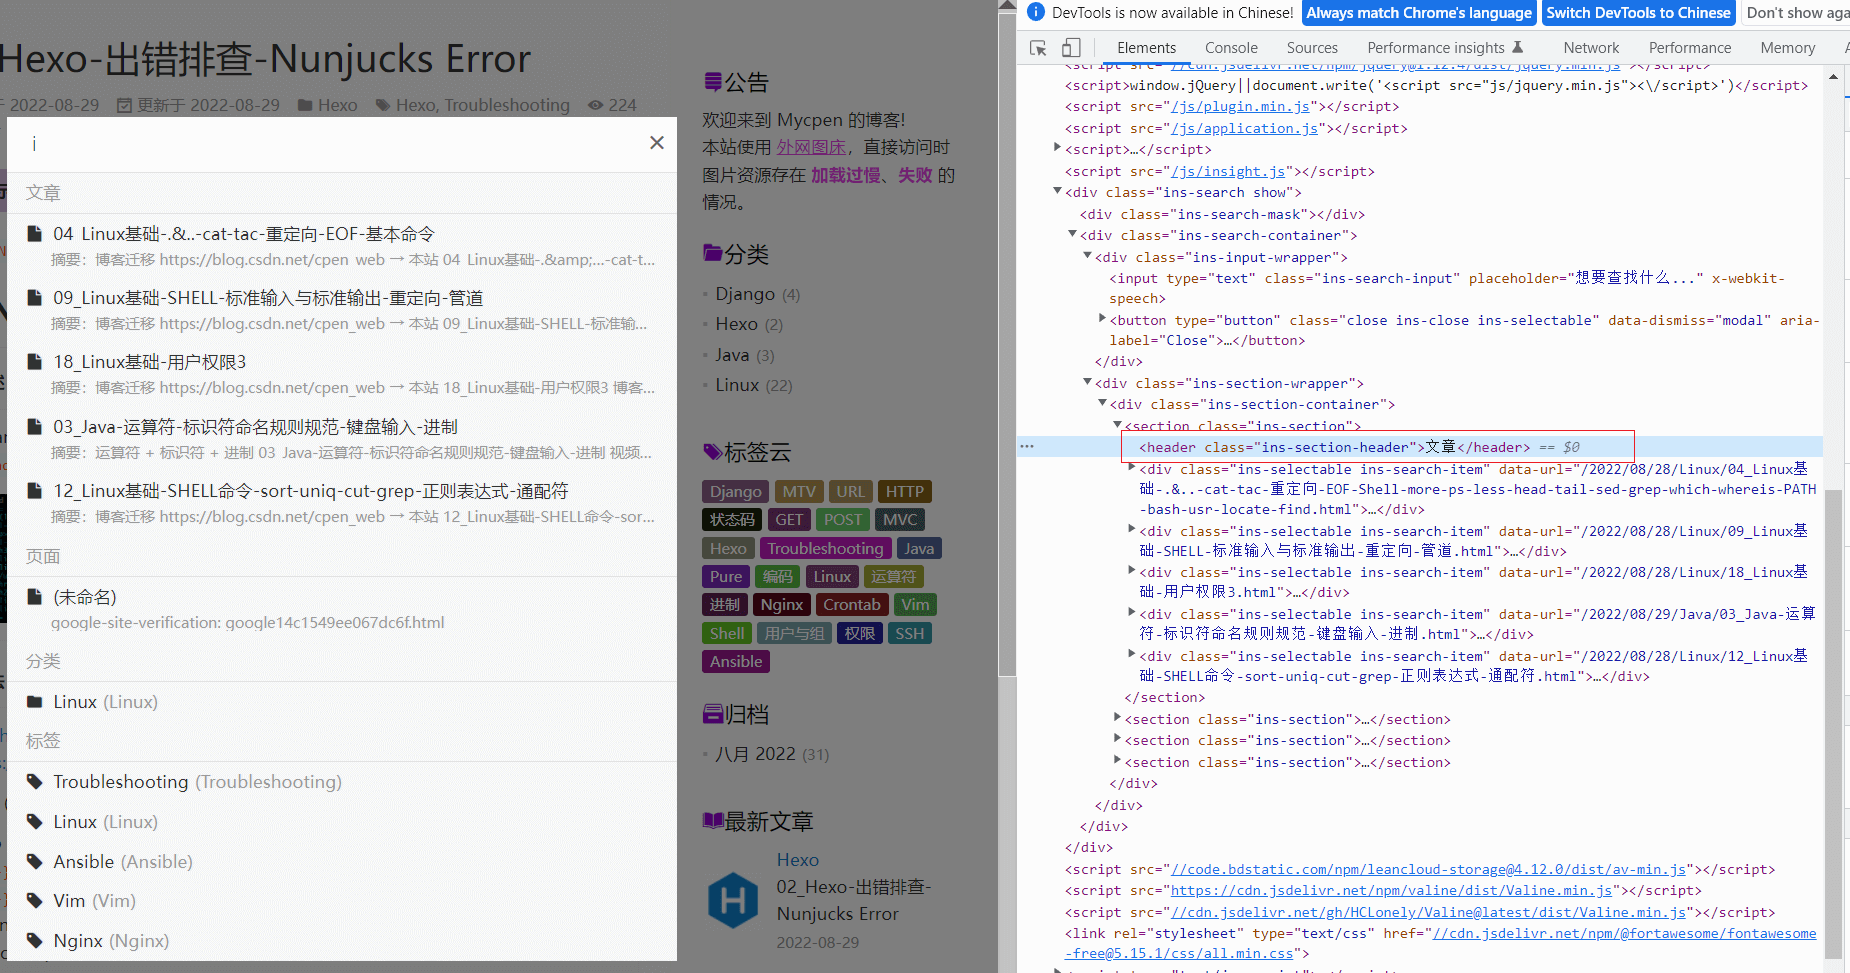 Hexo-出错排查-Nunjucks Error
2022-08-29 更新于 2022-08-29 Hexo Hexo, Troubleshooting 224
i
文章
04_Linux基础-.&..-cat-tac-重定向-EOF-基本命令
摘要：博客迁移 https://blog.csdn.net/cpen_web → 本站 04_Linux基础-.&amp;...-cat-t...
09_Linux基础-SHELL-标准输入与标准输出-重定向-管道
摘要：博客迁移 https://blog.csdn.net/cpen_web → 本站 09_Linux基础-SHELL-标准输...
18_Linux基础-用户权限3
摘要：博客迁移 https://blog.csdn.net/cpen_web → 本站 18_Linux基础-用户权限3 博客...
03_Java-运算符-标识符命名规则规范-键盘输入-进制
摘要：运算符 + 标识符 + 进制 03_Java-运算符-标识符命名规则规范-键盘输入-进制 视频...
12_Linux基础-SHELL命令-sort-uniq-cut-grep-正则表达式-通配符
摘要：博客迁移 https://blog.csdn.net/cpen_web → 本站 12_Linux基础-SHELL命令-sor...
页面
(未命名)
google-site-verification: google14c1549ee067dc6f.html
分类
Linux (Linux)
标签
Troubleshooting (Troubleshooting)
Linux (Linux)
Ansible (Ansible)
Vim (Vim)
Nginx (Nginx)
公告
欢迎来到 Mycpen 的博客!
本站使用 外网图床，直接访问时
图片资源存在 加载过慢、失败 的
情况。
分类
Django (4)
Hexo (2)
Java (3)
Linux (22)
标签云
Django MTV URL HTTP
状态码 GET POST MVC
Hexo Troubleshooting Java
Pure 编码 Linux 运算符
进制 Nginx Crontab Vim
Shell 用户与组 权限 SSH
Ansible
归档
八月 2022 (31)
最新文章
Hexo
02_Hexo-出错排查-
Nunjucks Error
2022-08-29
DevTools is now available in Chinese! Always match Chrome's language Switch DevTools to Chinese Don't show aga
Elements Console Sources Performance insights Network Performance Memory
<script src="//cdn.jsdelivr.net/npm/jquery@1.12.4/dist/jquery.min.js"></script>
<script>window.jQuery||document.write('<script src="js/jquery.min.js"><\/script>')</script>
<script src="/js/plugin.min.js"></script>
<script src="/js/application.js"></script>
<script>…</script>
<script src="/js/insight.js"></script>
<div class="ins-search show">
<div class="ins-search-mask"></div>
<div class="ins-search-container">
<div class="ins-input-wrapper">
<input type="text" class="ins-search-input" placeholder="想要查找什么..." x-webkit-
speech>
<button type="button" class="close ins-close ins-selectable" data-dismiss="modal" aria-
label="Close">…</button>
</div>
<div class="ins-section-wrapper">
<div class="ins-section-container">
<section class="ins-section">
<header class="ins-section-header">文章</header> == $0
<div class="ins-selectable ins-search-item" data-url="/2022/08/28/Linux/04_Linux基
础-.&..-cat-tac-重定向-EOF-Shell-more-ps-less-head-tail-sed-grep-which-whereis-PATH
-bash-usr-locate-find.html">…</div>
<div class="ins-selectable ins-search-item" data-url="/2022/08/28/Linux/09_Linux基
础-SHELL-标准输入与标准输出-重定向-管道.html">…</div>
<div class="ins-selectable ins-search-item" data-url="/2022/08/28/Linux/18_Linux基
础-用户权限3.html">…</div>
<div class="ins-selectable ins-search-item" data-url="/2022/08/29/Java/03_Java-运算
符-标识符命名规则规范-键盘输入-进制.html">…</div>
<div class="ins-selectable ins-search-item" data-url="/2022/08/28/Linux/12_Linux基
础-SHELL命令-sort-uniq-cut-grep-正则表达式-通配符.html">…</div>
</section>
<section class="ins-section">…</section>
<section class="ins-section">…</section>
<section class="ins-section">…</section>
</div>
</div>
</div>
</div>
<script src="//code.bdstatic.com/npm/leancloud-storage@4.12.0/dist/av-min.js"></script>
<script src="https://cdn.jsdelivr.net/npm/valine/dist/Valine.min.js"></script>
<script src="//cdn.jsdelivr.net/gh/HCLonely/Valine@latest/dist/Valine.min.js"></script>
<link rel="stylesheet" type="text/css" href="//cdn.jsdelivr.net/npm/@fortawesome/fontawesome
-free@5.15.1/css/all.min.css">